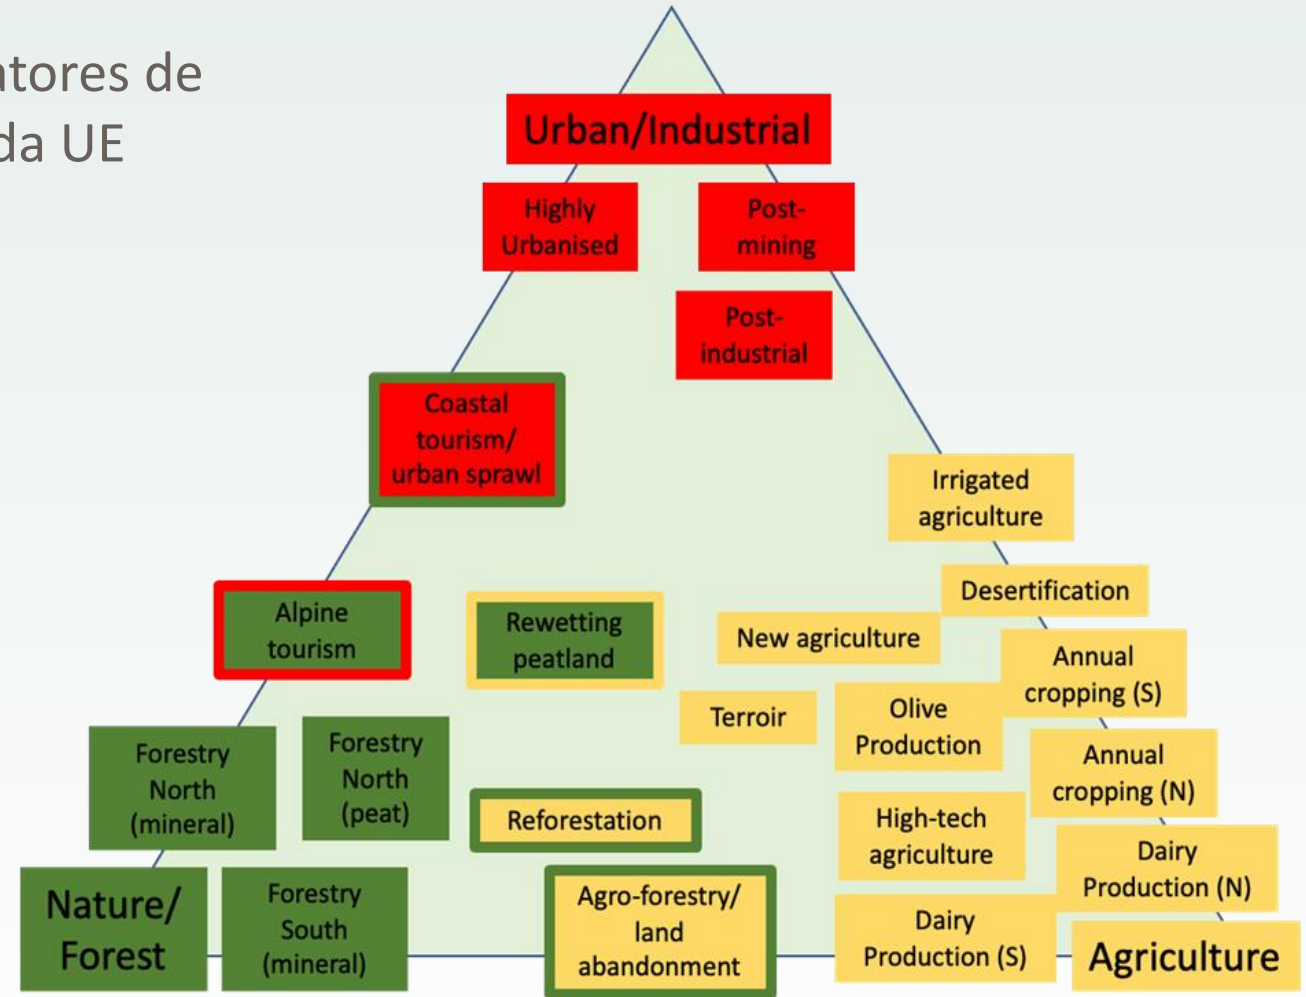 da UE
Urban/Industrial
Highly
Urbanised
Post-
mining
Post-
industrial
Coastal
tourism/
urban sprawl
Irrigated
agriculture
Desertification
Alpine
tourism
Rewetting
peatland
New agriculture
Annual
cropping (S)
Terroir
Olive
Production
Forestry
North
(mineral)
Forestry
North
(peat)
Annual
cropping (N)
Reforestation
High-tech
agriculture
Dairy
Production (N)
Nature/
Forest
Forestry
South
(mineral)
Agro-forestry/
land
abandonment
Dairy
Production (S)
Agriculture